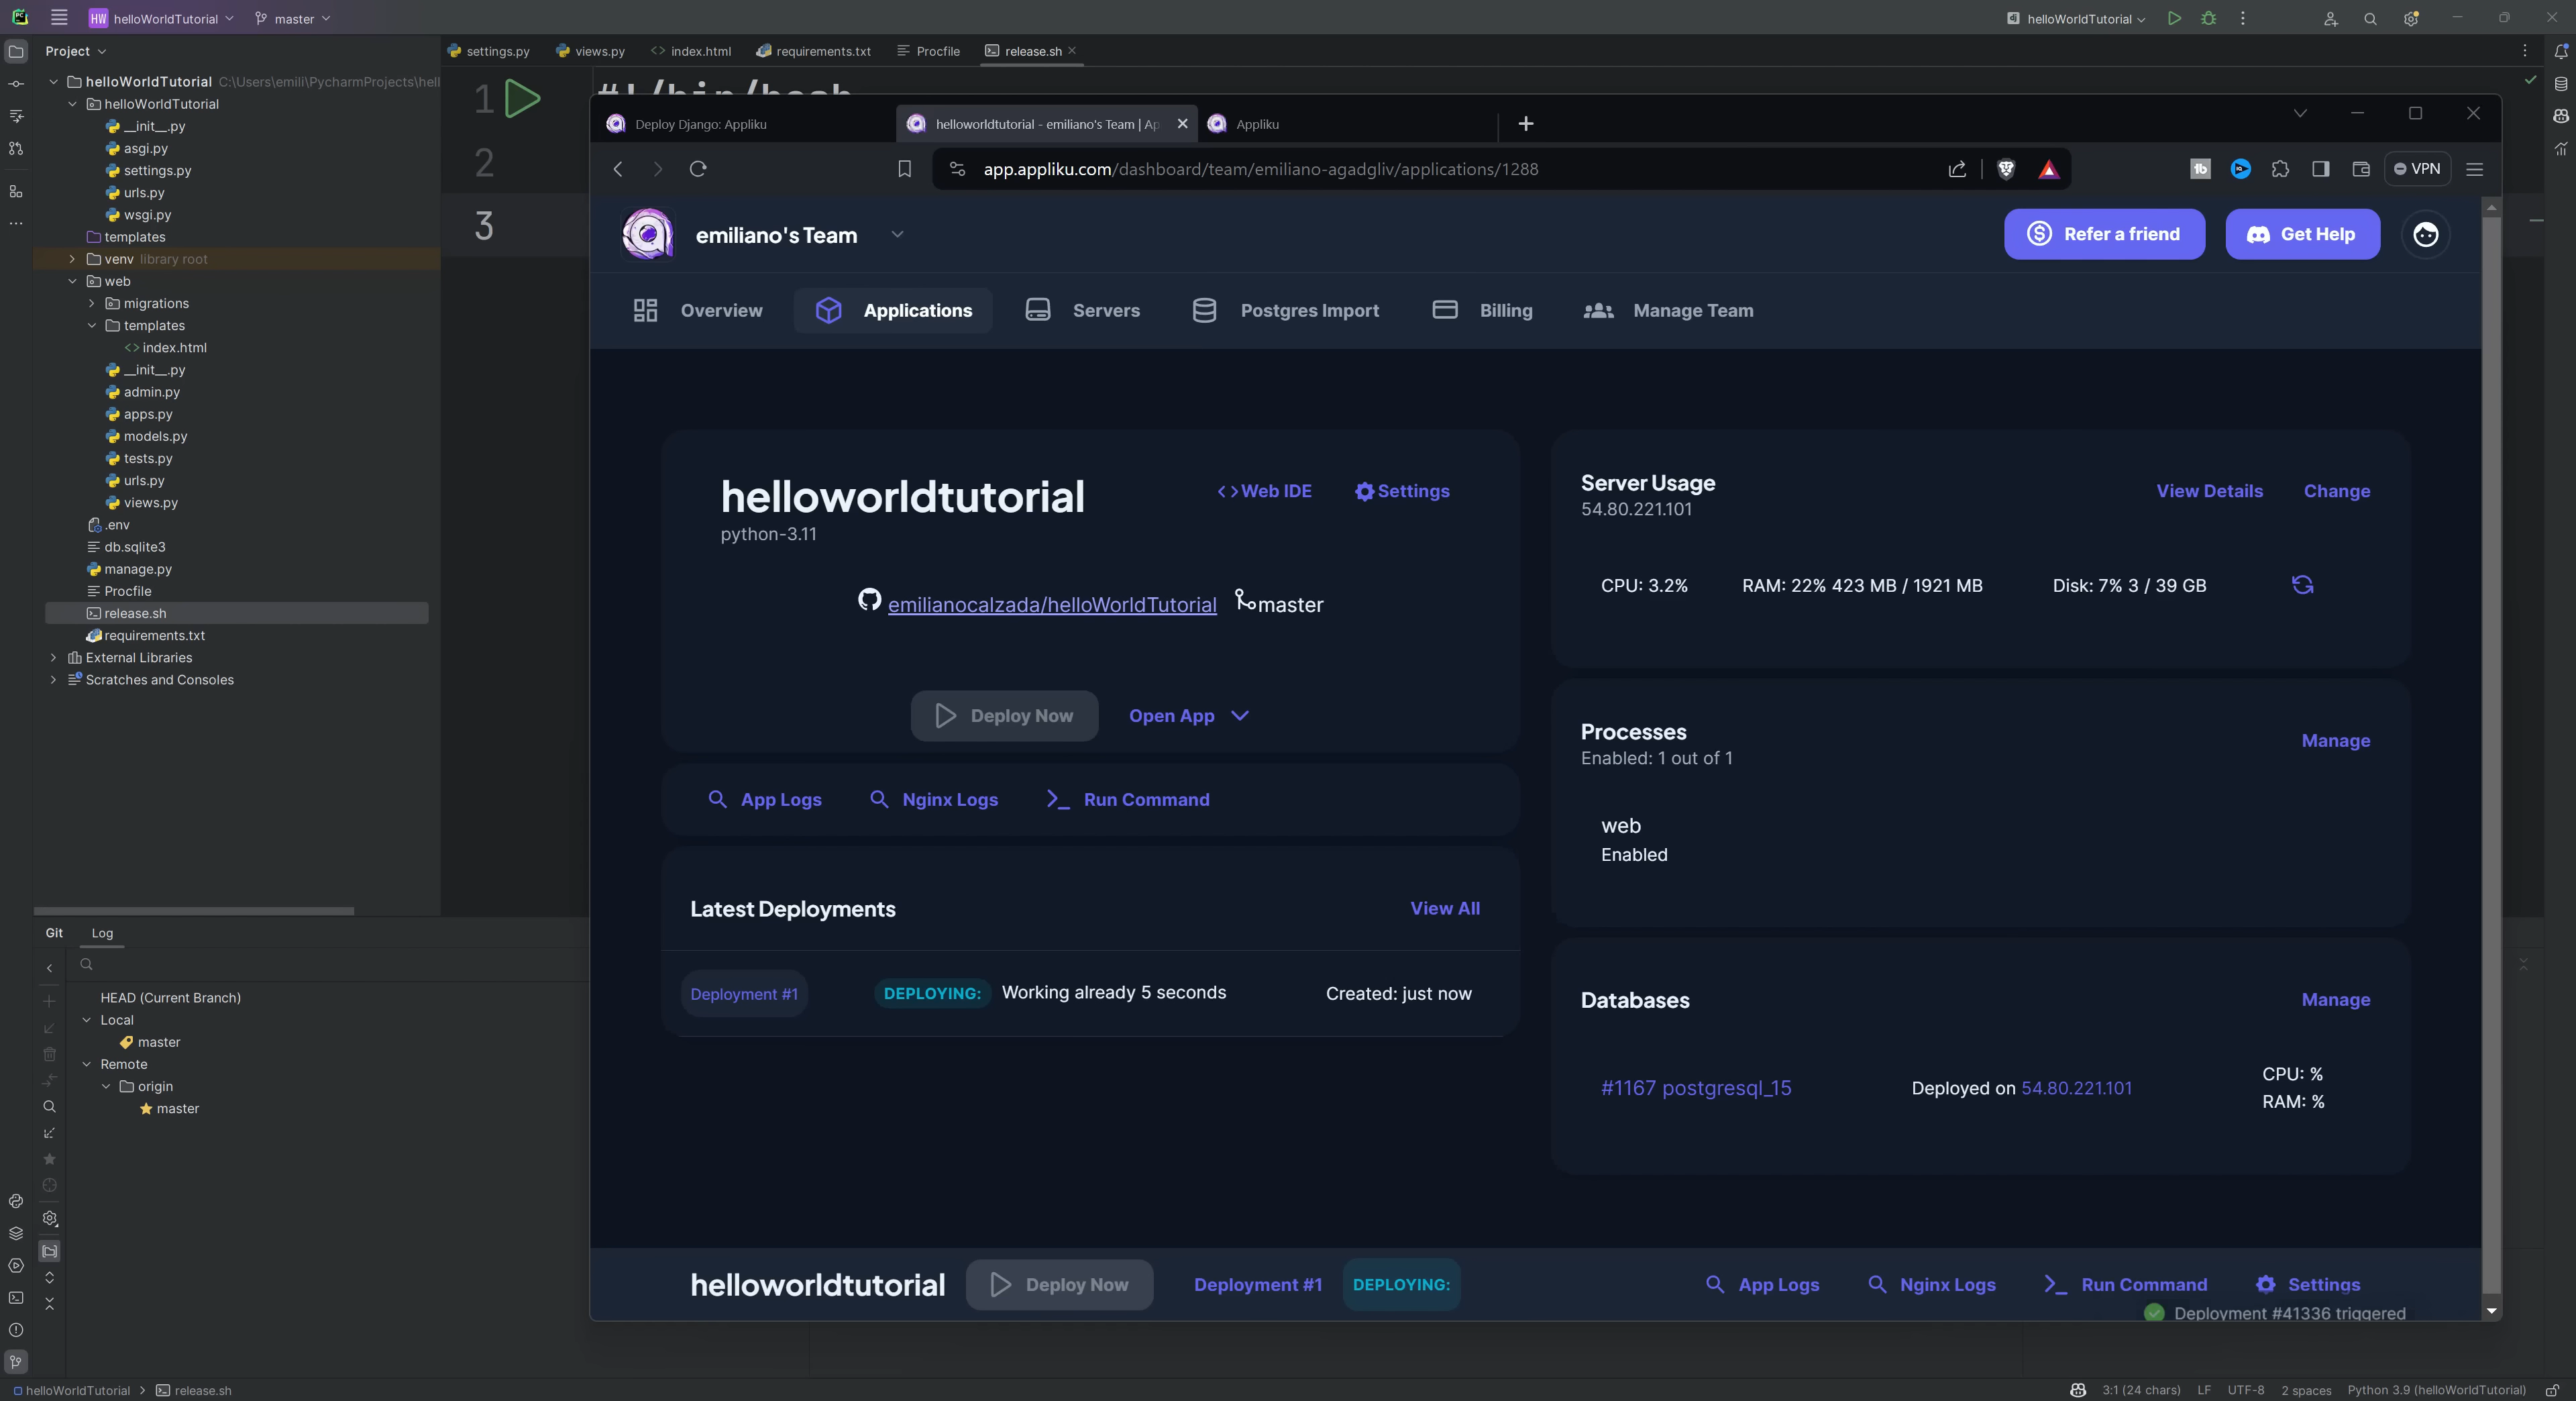 HW helloWorldTutorial master
helloWorldTutorial
Project
settings.py views.py index.html requirements.txt Procfile release.sh
helloWorldTutorial C:\Users\emili\PycharmProjects\hell
helloWorldTutorial
__init__.py
asgi.py
settings.py
urls.py
wsgi.py
templates
venv library root
web
migrations
templates
index.html
__init__.py
admin.py
apps.py
models.py
tests.py
urls.py
views.py
.env
db.sqlite3
manage.py
Procfile
release.sh
requirements.txt
External Libraries
Scratches and Consoles
1
2
3
#!/bin/bash
Deploy Django: Appliku
helloworldtutorial - emiliano's Team | Ap
Appliku
app.appliku.com/dashboard/team/emiliano-agadgliv/applications/1288
VPN
emiliano's Team
Refer a friend
Get Help
Overview Applications Servers Postgres Import Billing Manage Team
helloworldtutorial
python-3.11
Web IDE Settings
emilianocalzada/helloWorldTutorial master
Deploy Now Open App
App Logs Nginx Logs Run Command
Latest Deployments View All
Deployment #1 DEPLOYING: Working already 5 seconds Created: just now
Server Usage
54.80.221.101
View Details Change
CPU: 3.2% RAM: 22% 423 MB / 1921 MB Disk: 7% 3 / 39 GB
Processes
Enabled: 1 out of 1
Manage
web
Enabled
Databases Manage
#1167 postgresql_15 Deployed on 54.80.221.101
CPU: %
RAM: %
helloworldtutorial Deploy Now Deployment #1 DEPLOYING: App Logs Nginx Logs Run Command Settings
Deployment #41336 triggered
Git Log
HEAD (Current Branch)
Local
master
Remote
origin
master
helloWorldTutorial release.sh
3:1 (24 chars) LF UTF-8 2 spaces Python 3.9 (helloWorldTutorial)